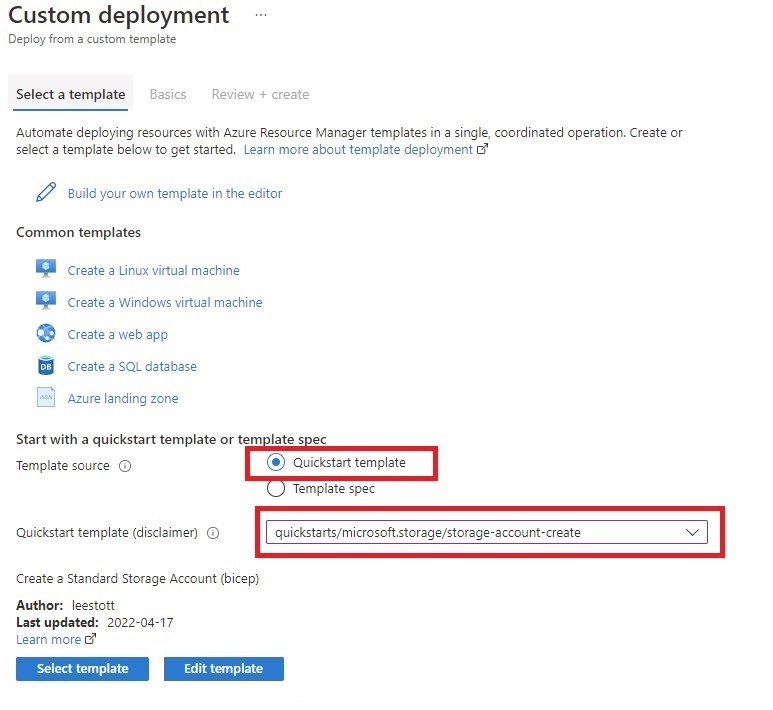 Custom deployment ...
Deploy from a custom template
Select a template Basics Review + create
Automate deploying resources with Azure Resource Manager templates in a single, coordinated operation. Create or
select a template below to get started. Learn more about template deployment
Build your own template in the editor
Common templates
Create a Linux virtual machine
Create a Windows virtual machine
Create a web app
DB Create a SQL database
JSON Azure landing zone
Start with a quickstart template or template spec
Template source Quickstart template
Template spec
Quickstart template (disclaimer) quickstarts/microsoft.storage/storage-account-create
Create a Standard Storage Account (bicep)
Author: leestott
Last updated: 2022-04-17
Learn more
Select template Edit template